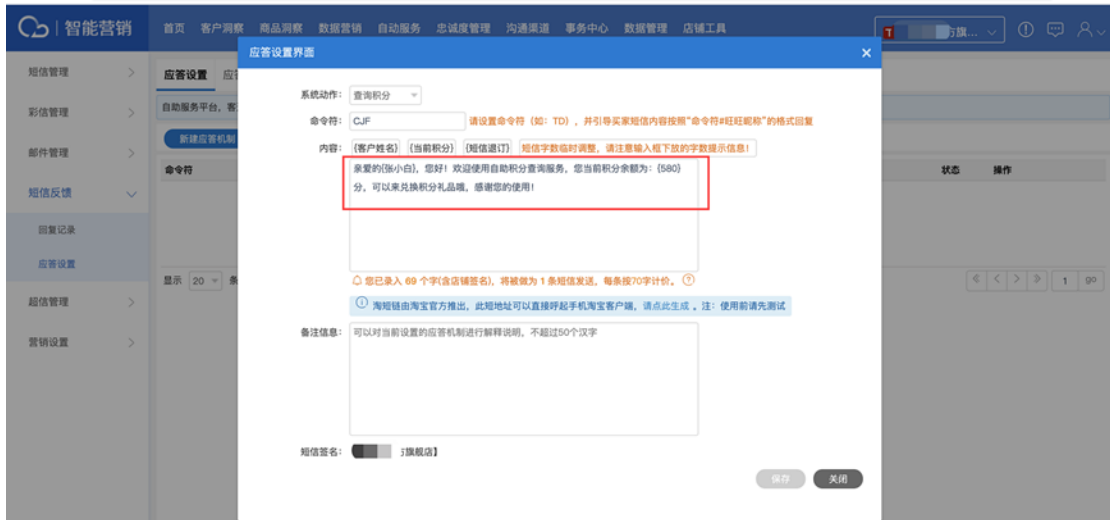 智能营销
首页 客户洞察 商品洞察 数据营销 自动服务 忠诚度管理 沟通渠道 事务中心 数据管理 店铺工具
旗...
应答设置界面
短信管理
彩信管理
邮件管理
短信反馈
回复记录
应答设置
超信管理
营销设置
应答设置 应
自助服务平台，客
新建应答机制
命令符 状态 操作
显示 20 条
1 go
系统动作： 查询积分
命令符： CJF 请设置命令符（如：TD），并引导买家短信内容按照“命令符#旺旺昵称”的格式回复
内容： {客户姓名} {当前积分} {短信退订} 短信字数临时调整，请注意输入框下放的字数提示信息！
亲爱的{张小白}，您好！欢迎使用自助积分查询服务，您当前积分余额为：{580}
分，可以来兑换积分礼品哦，感谢您的使用！
您已录入 69 个字(含店铺签名)，将被做为 1 条短信发送，每条按70字计价。
淘短链由淘宝官方推出，此短地址可以直接呼起手机淘宝客户端，请点此生成 。注：使用前请先测试
备注信息： 可以对当前设置的应答机制进行解释说明，不超过50个汉字
短信签名： 旗舰店】
保存 关闭